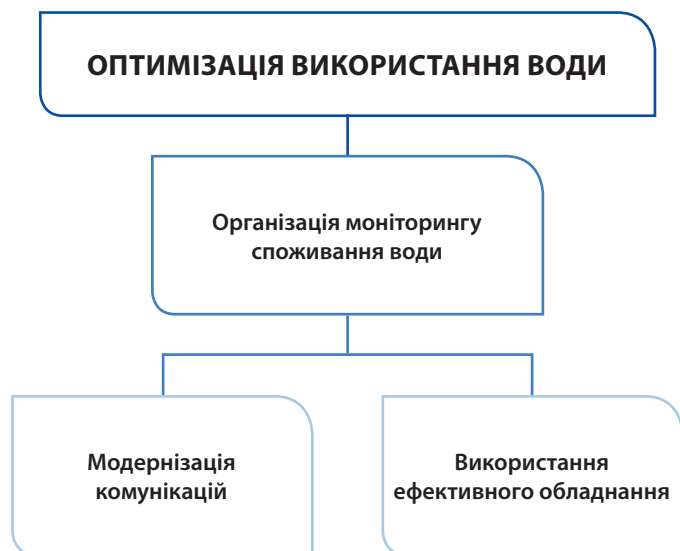 ОПТИМІЗАЦІЯ ВИКОРИСТАННЯ ВОДИ
Організація моніторингу
споживання води
Модернізація
комунікацій
Використання
ефективного обладнання